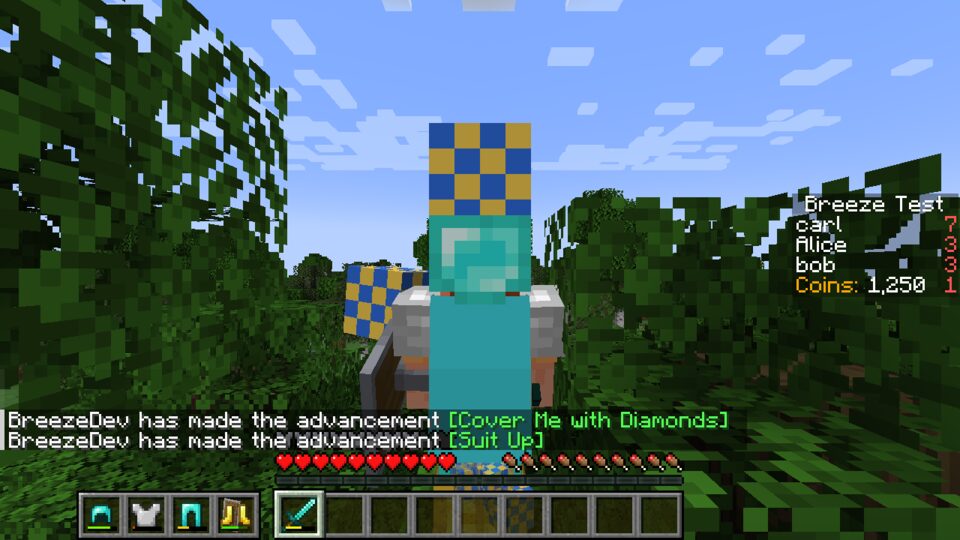 Breeze Test
carl 7
Alice 3
bob 3
Coins: 1,250 1
BreezeDev has made the advancement [Cover Me with Diamonds]
BreezeDev has made the advancement [Suit Up]